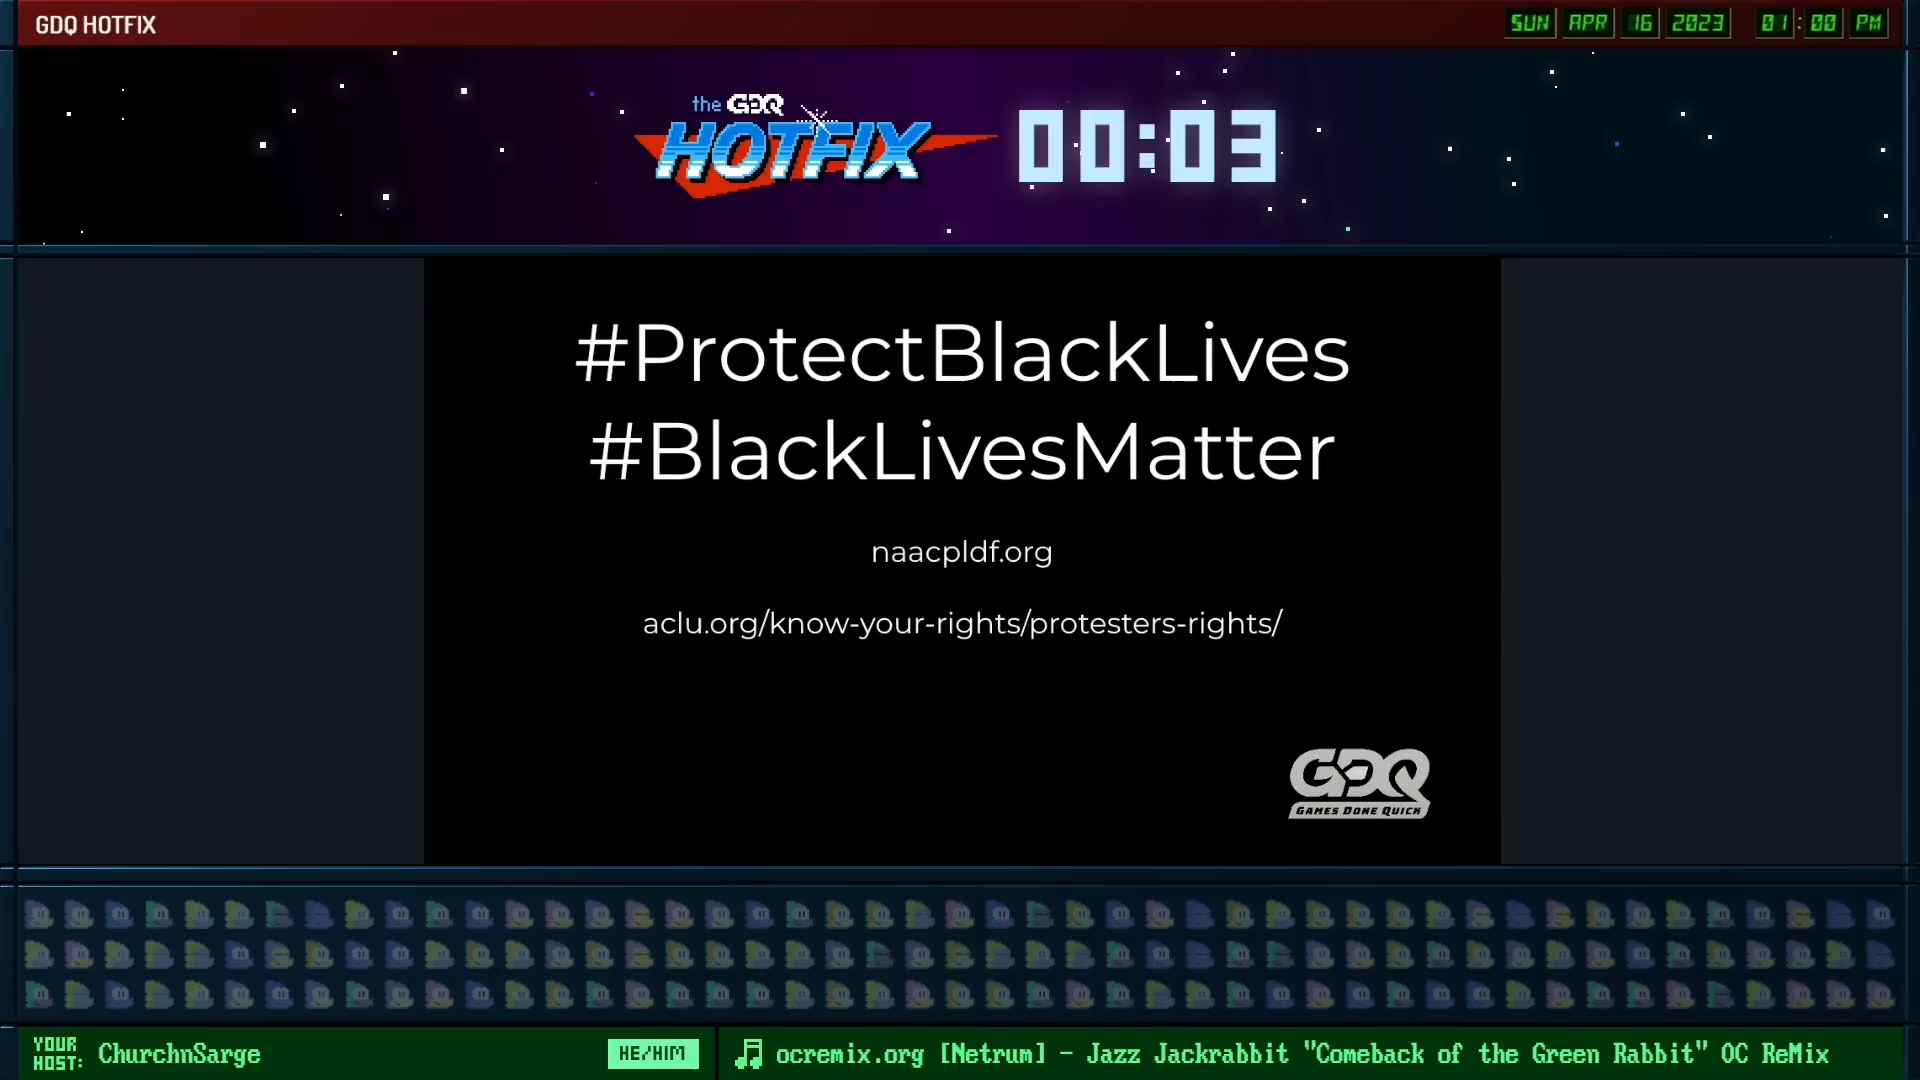 GDQ HOTFIX
SUN APR 16 2023 01:00 PM
the GDQ
HOTFIX
00:03
#ProtectBlackLives
#BlackLivesMatter
naacpldf.org
aclu.org/know-your-rights/protesters-rights/
GDQ
GAMES DONE QUICK
YOUR HOST: ChurchnSarge HE/HIM
ocremix.org [Netrum] - Jazz Jackrabbit "Comeback of the Green Rabbit" OC ReMix